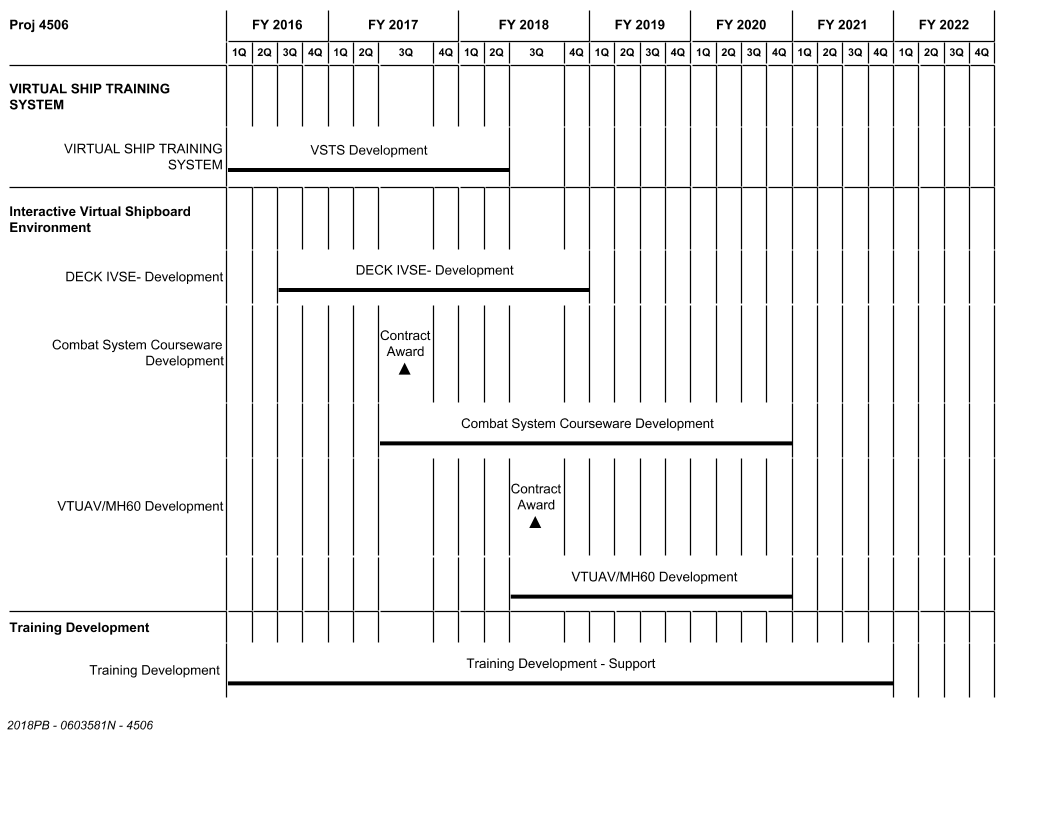 Proj 4506 FY 2016 FY 2017 FY 2018 FY 2019 FY 2020 FY 2021 FY 2022
1Q 2Q 3Q 4Q 1Q 2Q 3Q 4Q 1Q 2Q 3Q 4Q 1Q 2Q 3Q 4Q 1Q 2Q 3Q 4Q 1Q 2Q 3Q 4Q 1Q 2Q 3Q 4Q
VIRTUAL SHIP TRAINING
SYSTEM
VIRTUAL SHIP TRAINING
SYSTEM
VSTS Development
Interactive Virtual Shipboard
Environment
DECK IVSE- Development
DECK IVSE- Development
Combat System Courseware
Development
Contract
Award
Combat System Courseware Development
VTUAV/MH60 Development
Contract
Award
VTUAV/MH60 Development
Training Development
Training Development
Training Development - Support
2018PB - 0603581N - 4506